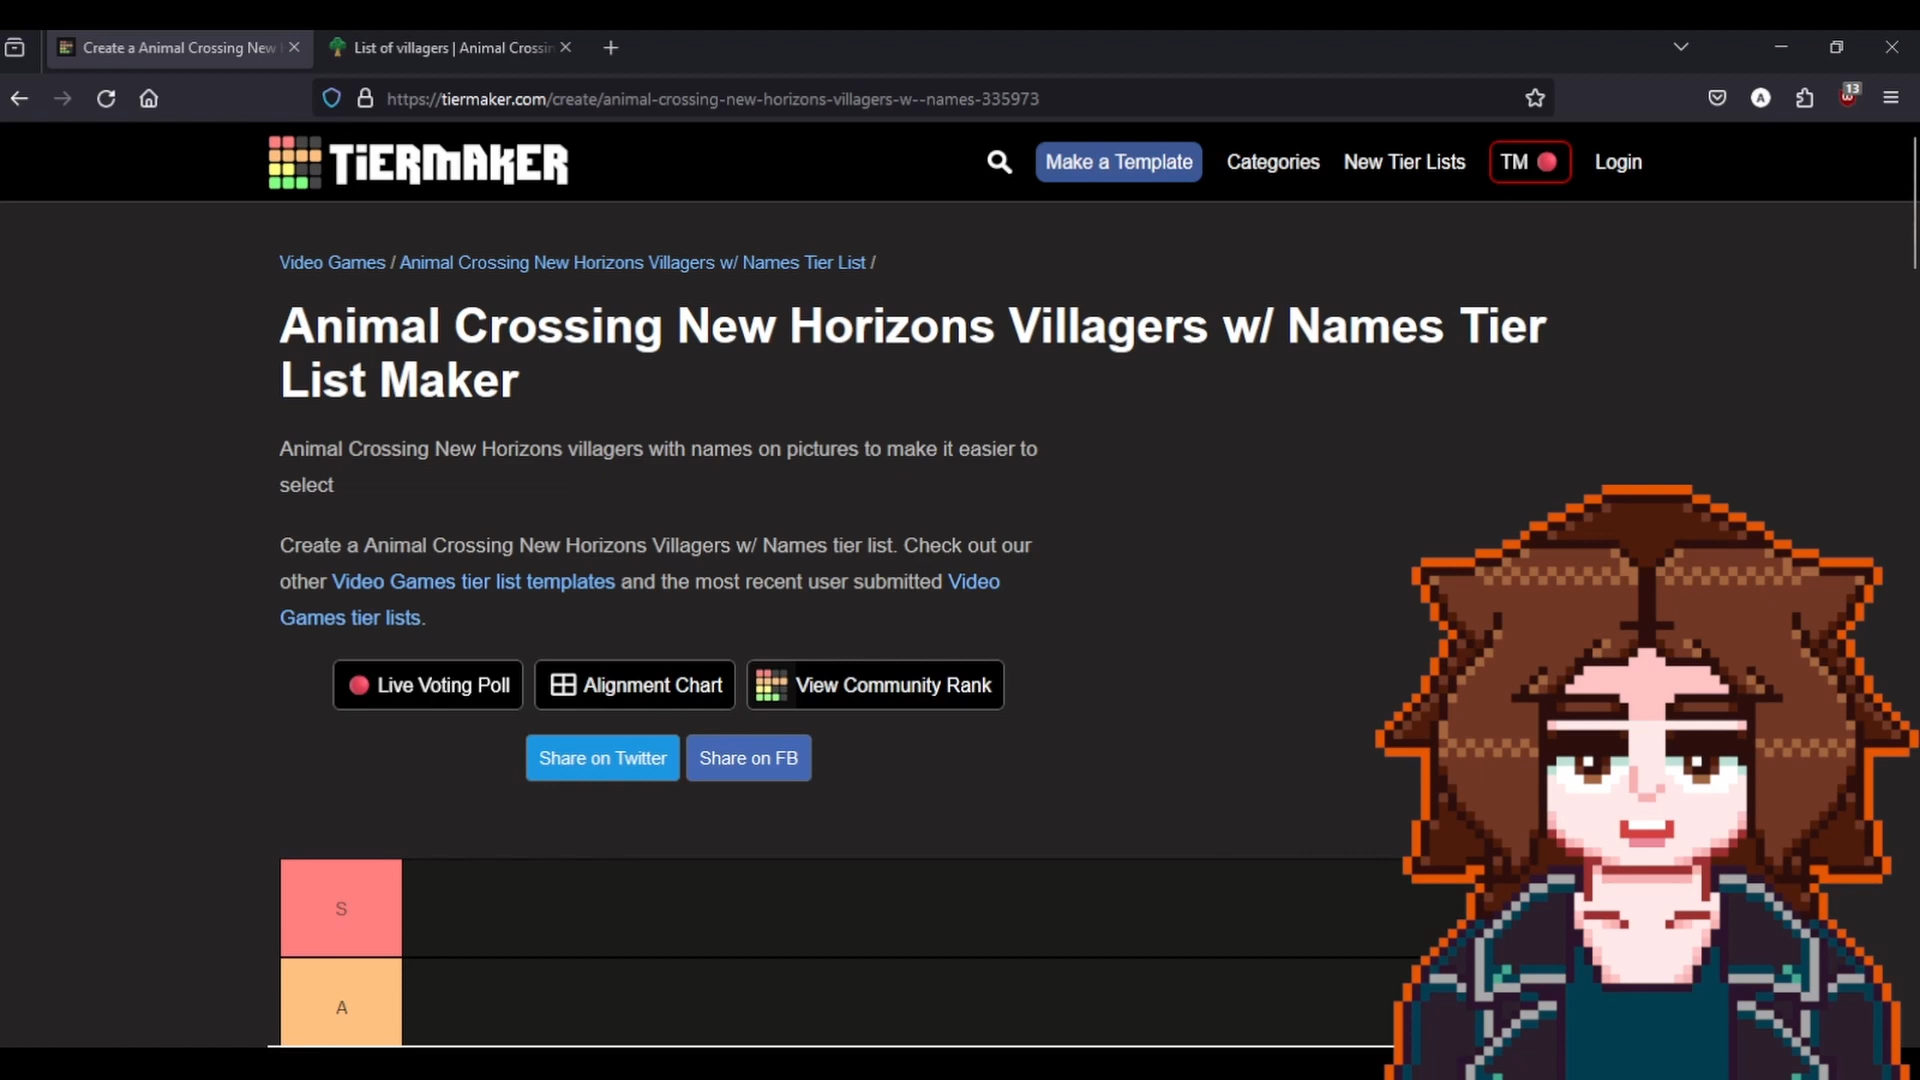 Create a Animal Crossing New
List of villagers | Animal Crossin
https://tiermaker.com/create/animal-crossing-new-horizons-villagers-w--names-335973
13
TiERMAKER
Make a Template
Categories
New Tier Lists
TM
Login
Video Games / Animal Crossing New Horizons Villagers w/ Names Tier List /
Animal Crossing New Horizons Villagers w/ Names Tier
List Maker
Animal Crossing New Horizons villagers with names on pictures to make it easier to
select
Create a Animal Crossing New Horizons Villagers w/ Names tier list. Check out our
other Video Games tier list templates and the most recent user submitted Video
Games tier lists.
Live Voting Poll
Alignment Chart
View Community Rank
Share on Twitter
Share on FB
S
A